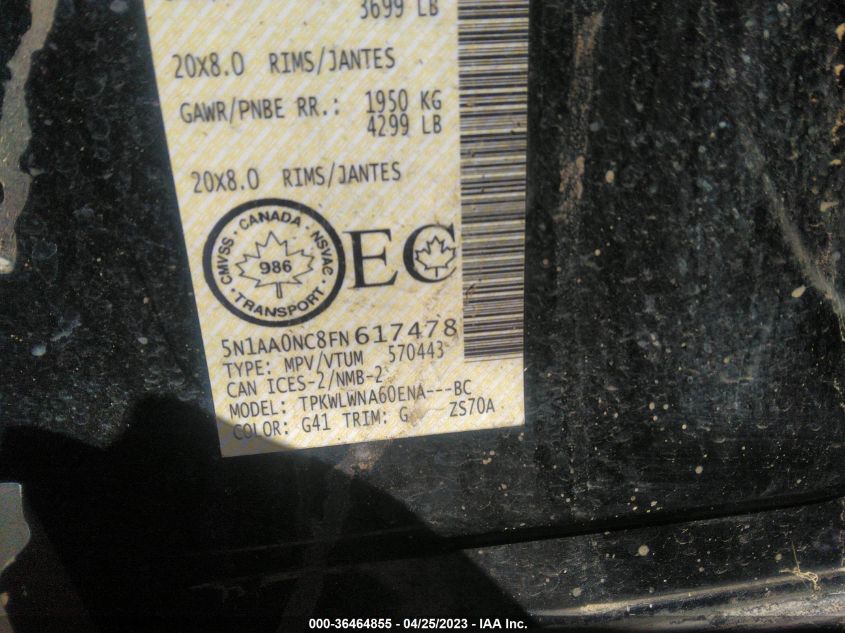 3699 LB
20X8.0 RIMS/JANTES
GAWR/PNBE RR.: 1950 KG
4299 LB
20X8.0 RIMS/JANTES
CMVSS · CANADA · NSVAC · TRANSPORT ·
986
EC
5N1AA0NC8FN617478
TYPE: MPV/VTUM 570443
CAN ICES-2/NMB-2
MODEL: TPKWLWNA60ENA---BC
COLOR: G41 TRIM: G ZS70A
000-36464855 - 04/25/2023 - IAA Inc.